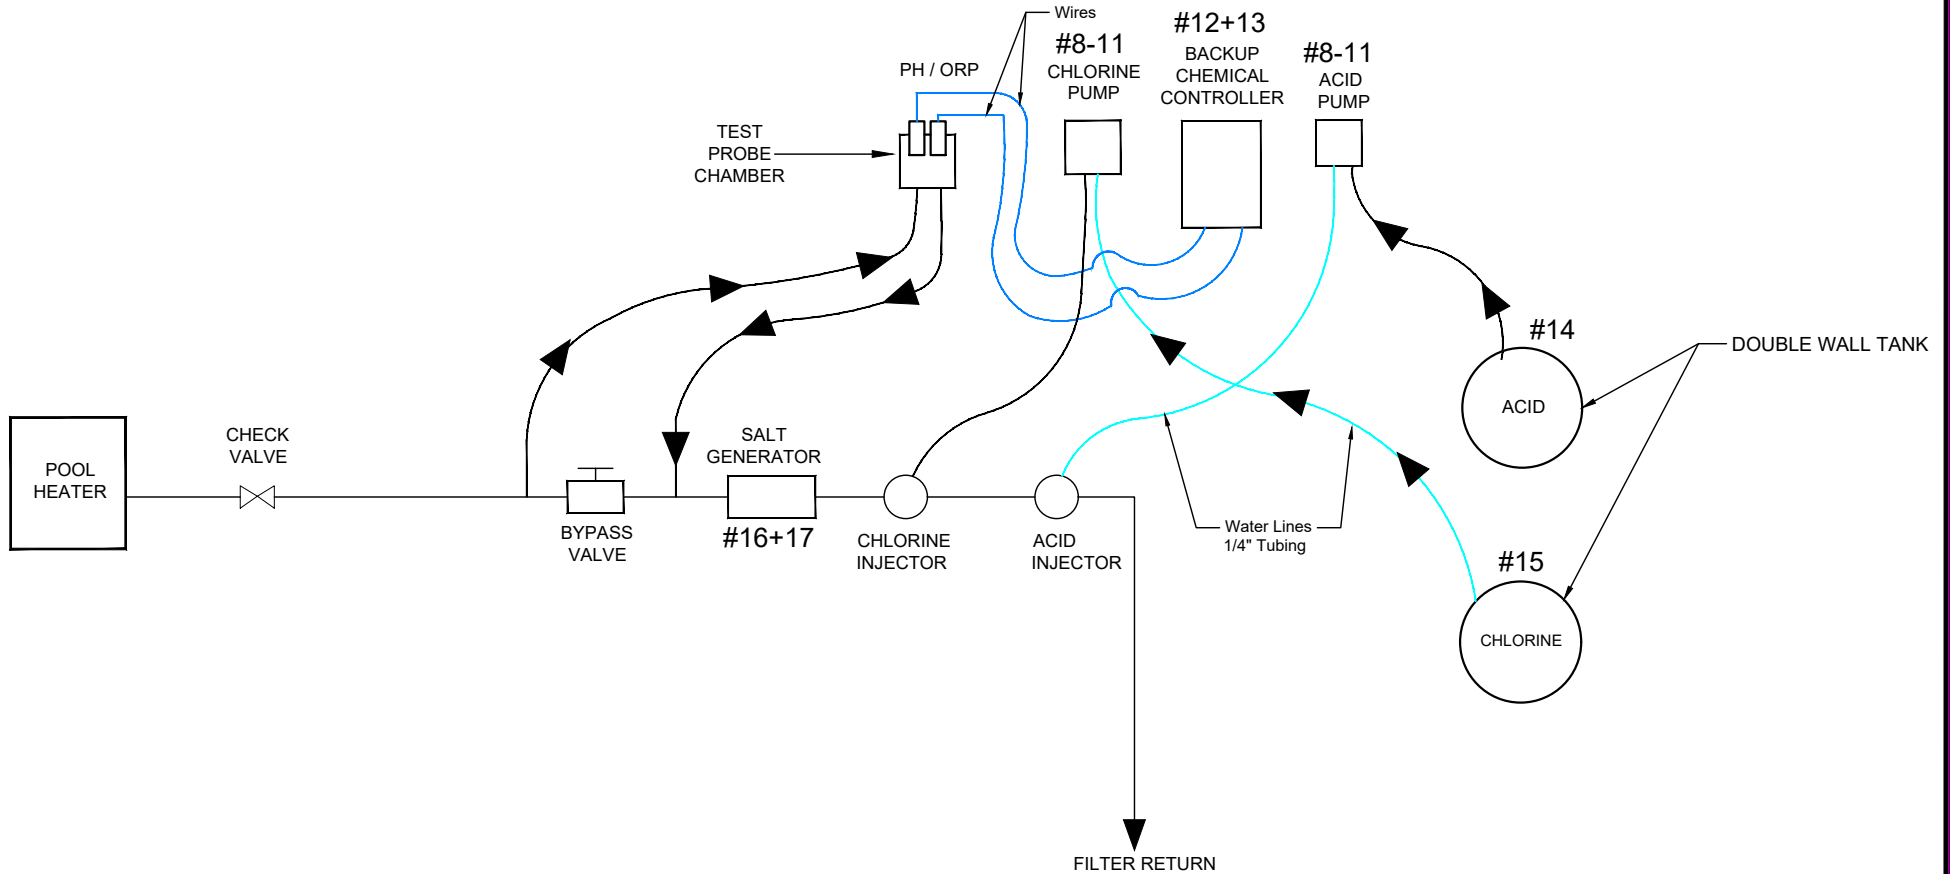 Wires
#8-11
CHLORINE
PUMP
#12+13
BACKUP
CHEMICAL
CONTROLLER
#8-11
ACID
PUMP
PH / ORP
TEST
PROBE
CHAMBER
#14
ACID
DOUBLE WALL TANK
POOL
HEATER
CHECK
VALVE
BYPASS
VALVE
SALT
GENERATOR
#16+17
CHLORINE
INJECTOR
ACID
INJECTOR
Water Lines
1/4" Tubing
#15
CHLORINE
FILTER RETURN